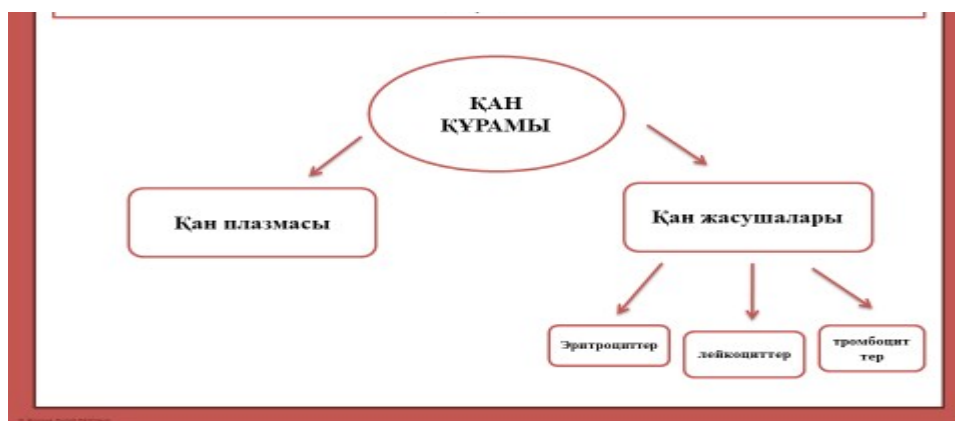 ҚАН
ҚҰРАМЫ
Қан плазмасы
Қан жасушалары
Эритроциттер
лейкоциттер
тромбоцит
тер